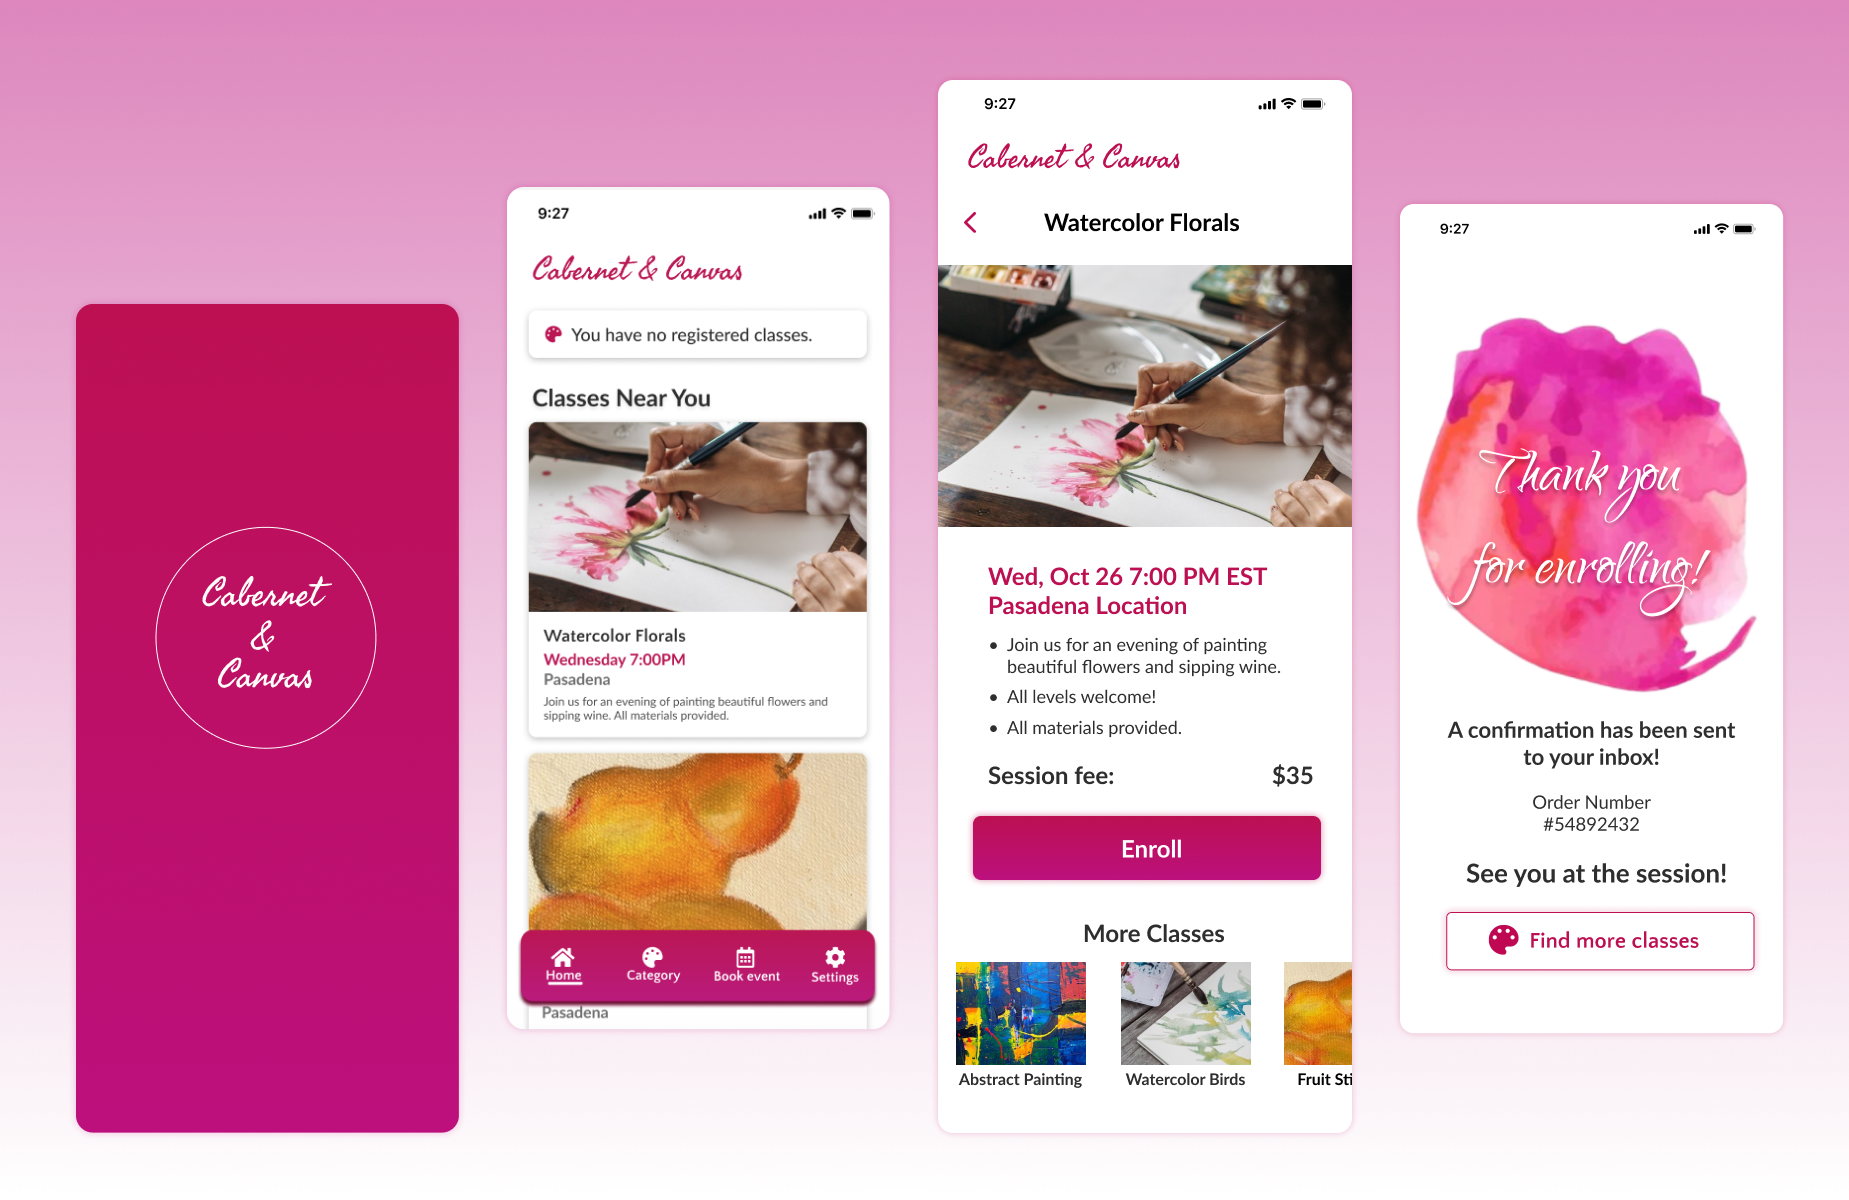 Cabernet
&
Canvas
9:27
Cabernet & Canvas
You have no registered classes.
Classes Near You
Watercolor Florals
Wednesday 7:00PM
Pasadena
Join us for an evening of painting beautiful flowers and
sipping wine. All materials provided.
Home
Category
Book event
Settings
Pasadena
9:27
Cabernet & Canvas
Watercolor Florals
Wed, Oct 26 7:00 PM EST
Pasadena Location
• Join us for an evening of painting
beautiful flowers and sipping wine.
• All levels welcome!
• All materials provided.
Session fee: $35
Enroll
More Classes
Abstract Painting
Watercolor Birds
Fruit Sti
9:27
Thank you
for enrolling!
A confirmation has been sent
to your inbox!
Order Number
#54892432
See you at the session!
Find more classes